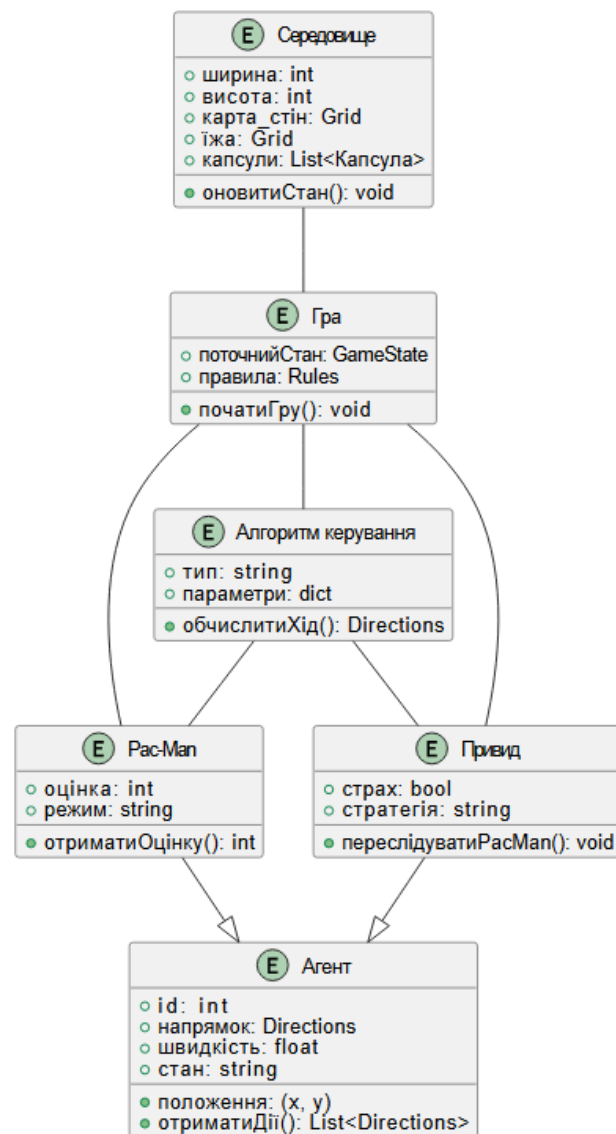 E Середовище
ширина: int
висота: int
карта_стін: Grid
їжа: Grid
капсули: List<Капсула>
оновитиСтан(): void
E Гра
поточнийСтан: GameState
правила: Rules
початиГру(): void
E Алгоритм керування
тип: string
параметри: dict
обчислитиХід(): Directions
E Pac-Man
оцінка: int
режим: string
отриматиОцінку(): int
E Привид
страх: bool
стратегія: string
переслідуватиPacMan(): void
E Агент
id: int
напрямок: Directions
швидкість: float
стан: string
положення: (x, y)
отриматиДії(): List<Directions>